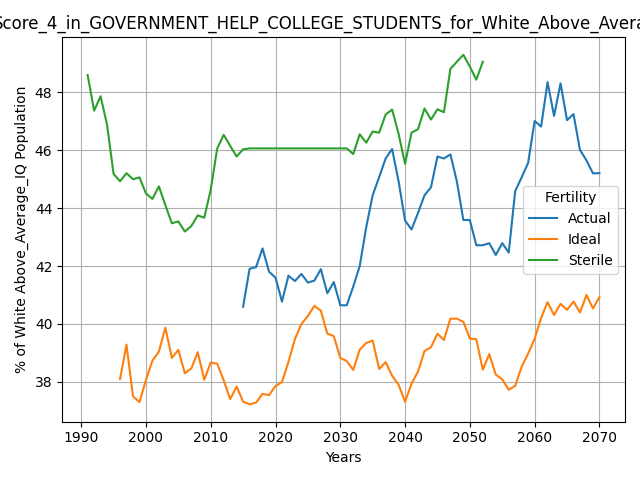 Score_4_in_GOVERNMENT_HELP_COLLEGE_STUDENTS_for_White_Above_Avera
% of White Above_Average_IQ Population
48
46
44
42
40
38
Fertility
Actual
Ideal
Sterile
1990 2000 2010 2020 2030 2040 2050 2060 2070
Years